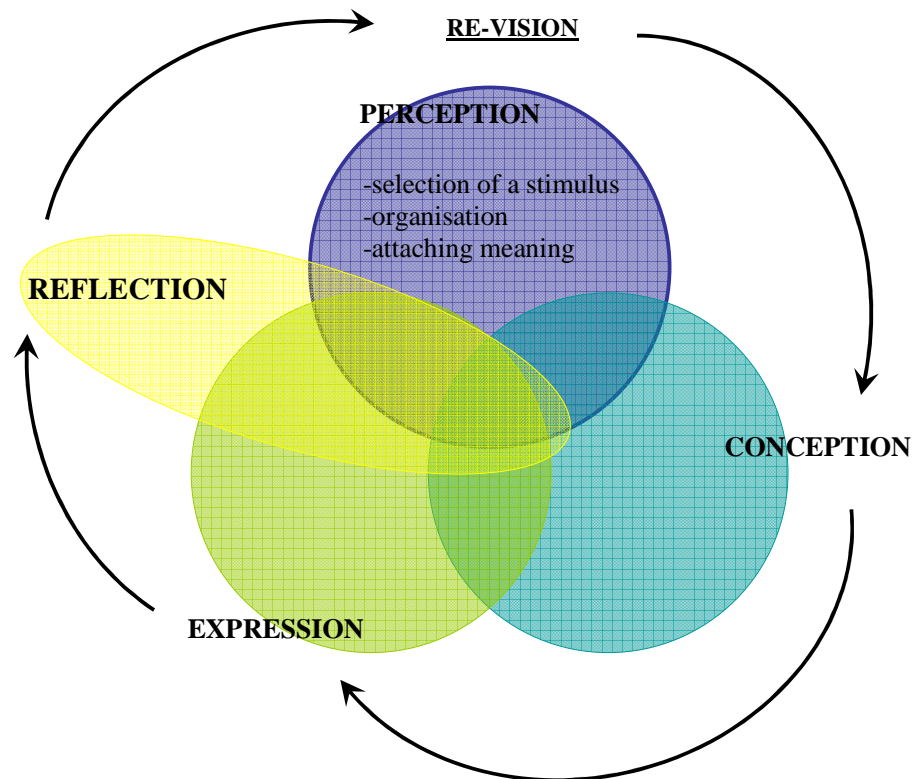 RE-VISION
PERCEPTION
-selection of a stimulus
-organisation
-attaching meaning
REFLECTION
CONCEPTION
EXPRESSION